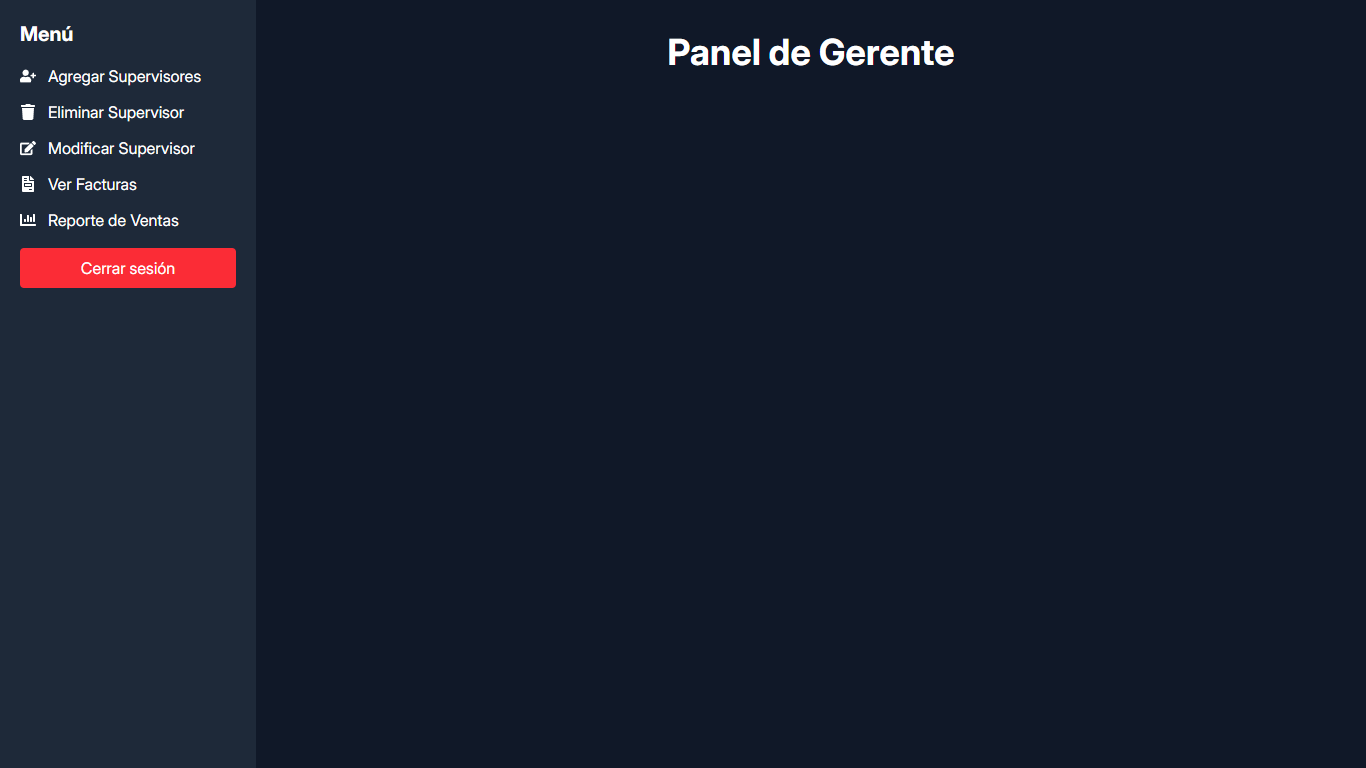 Menú
Agregar Supervisores
Eliminar Supervisor
Modificar Supervisor
Ver Facturas
Reporte de Ventas
Cerrar sesión
Panel de Gerente